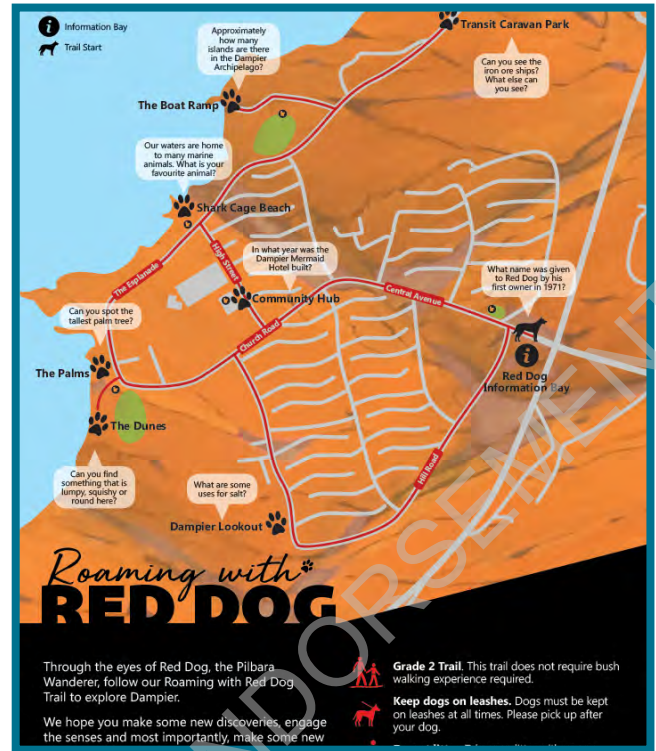 Information Bay
Trail Start
Transit Caravan Park
Approximately
how many
islands are there
in the Dampier
Archipelago?
Can you see the
iron ore ships?
What else can
you see?
The Boat Ramp
Our waters are home
to many marine
animals. What is your
favourite animal?
Shark Cage Beach
High Street
In what year was the
Dampier Mermaid
Hotel built?
The Esplanade
What name was given
to Red Dog by his
first owner in 1971?
Central Avenue
Community Hub
Can you spot the
tallest palm tree?
Church Road
The Palms
Red Dog
Information Bay
The Dunes
Can you find
something that is
lumpy, squishy or
round here?
What are some
uses for salt?
Hill Road
Dampier Lookout
Roaming with
RED DOG
Through the eyes of Red Dog, the Pilbara
Wanderer, follow our Roaming with Red Dog
Trail to explore Dampier.
We hope you make some new discoveries, engage
the senses and most importantly, make some new
Grade 2 Trail. This trail does not require bush
walking experience required.
Keep dogs on leashes. Dogs must be kept
on leashes at all times. Please pick up after
your dog.
NDORSEMENT